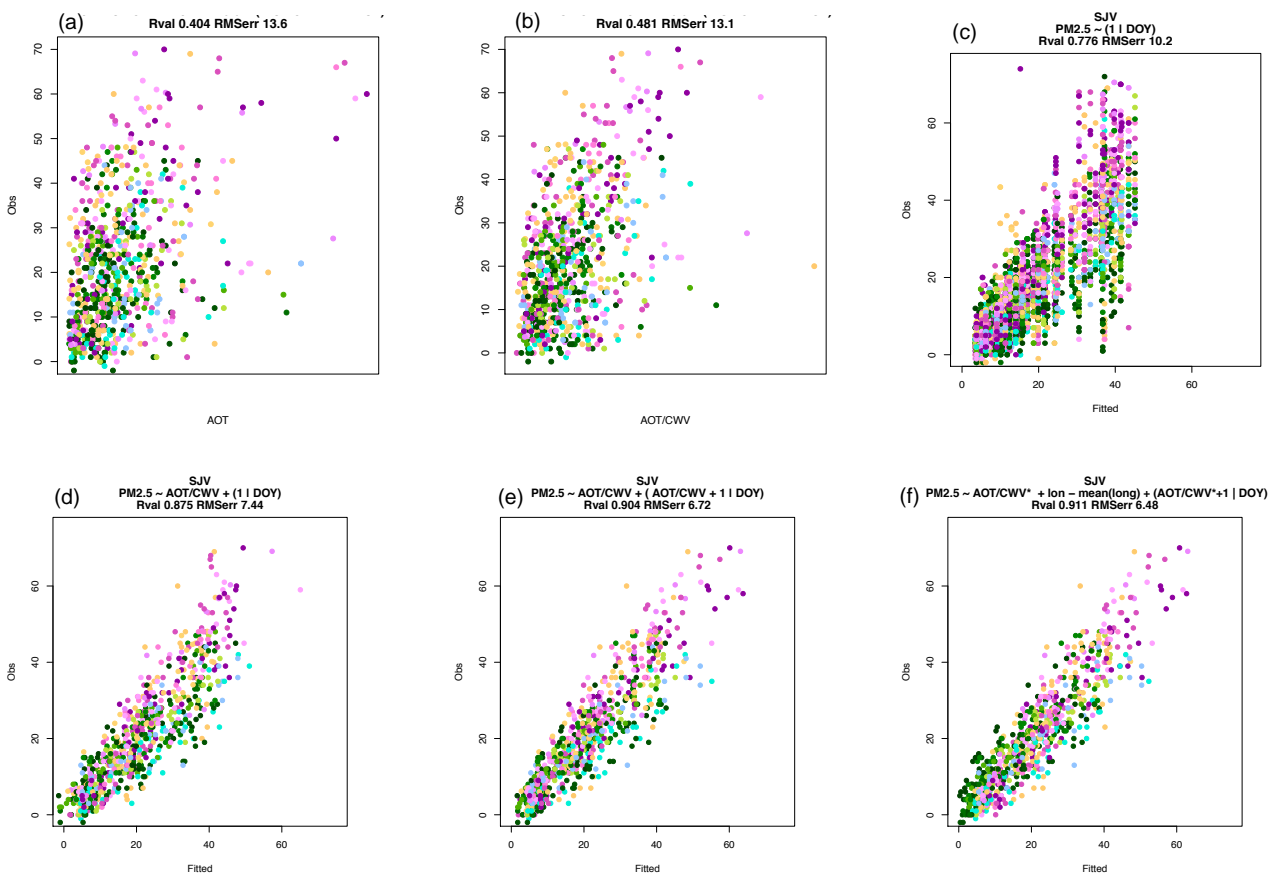 (a)
Rval 0.404 RMSerr 13.6
70
60
50
40
30
20
10
0
Obs
AOT
(b)
Rval 0.481 RMSerr 13.1
70
60
50
40
30
20
10
0
Obs
AOT/CWV
(c)
SJV
PM2.5 ~ (1 | DOY)
Rval 0.776 RMSerr 10.2
60
40
20
0
Obs
0 20 40 60
Fitted
(d)
SJV
PM2.5 ~ AOT/CWV + (1 | DOY)
Rval 0.875 RMSerr 7.44
60
40
20
0
Obs
0 20 40 60
Fitted
(e)
SJV
PM2.5 ~ AOT/CWV + ( AOT/CWV + 1 | DOY)
Rval 0.904 RMSerr 6.72
60
40
20
0
Obs
0 20 40 60
Fitted
(f)
SJV
PM2.5 ~ AOT/CWV* + lon − mean(long) + (AOT/CWV*+1 | DOY)
Rval 0.911 RMSerr 6.48
60
40
20
0
Obs
0 20 40 60
Fitted